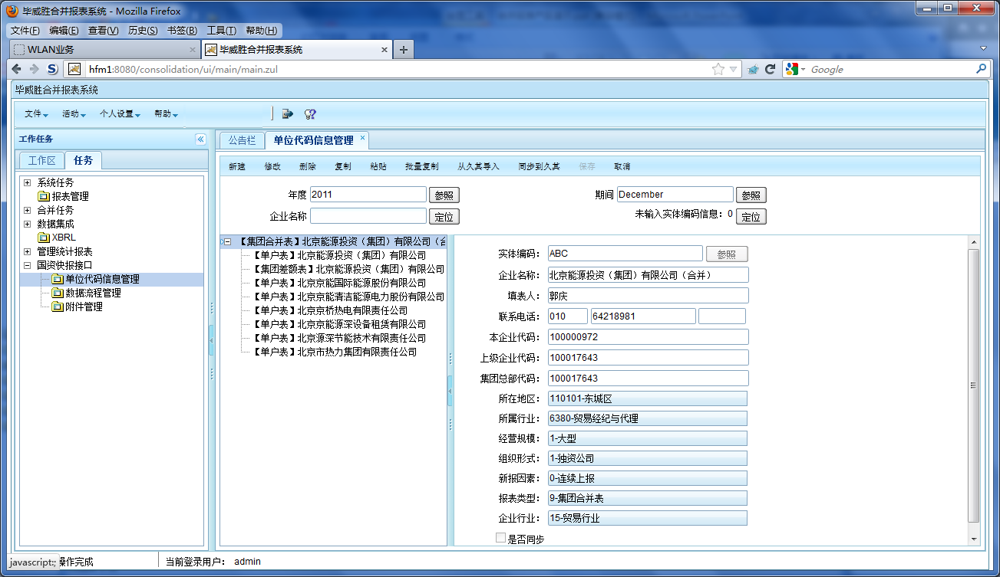 毕威胜合并报表系统 - Mozilla Firefox
文件(F) 编辑(E) 查看(V) 历史(S) 书签(B) 工具(T) 帮助(H)
WLAN业务 × 毕威胜合并报表系统 × +
hfm1:8080/consolidation/ui/main/main.zul Google
毕威胜合并报表系统
文件 活动 个人设置 帮助
工作任务 «
公告栏 单位代码信息管理 ×
工作区 任务
新建 修改 删除 复制 粘贴 批量复制 从久其导入 同步到久其 保存 取消
系统任务
报表管理
合并任务
数据集成
XBRL
管理统计报表
国资快报接口
单位代码信息管理
数据流程管理
附件管理
年度 2011 参照 期间 December 参照
企业名称 定位 未输入实体编码信息: 0 定位
【集团合并表】北京能源投资（集团）有限公司（合
【单户表】北京能源投资（集团）有限公司
【集团差额表】北京能源投资（集团）有限公司
【单户表】北京京能国际能源股份有限公司
【单户表】北京京能清洁能源电力股份有限公司
【单户表】北京京桥热电有限责任公司
【单户表】北京京能源深设备租赁有限公司
【单户表】北京源深节能技术有限责任公司
【单户表】北京市热力集团有限责任公司
实体编码: ABC 参照
企业名称: 北京能源投资（集团）有限公司（合并）
填表人: 郭庆
联系电话: 010 64218981
本企业代码: 100000972
上级企业代码: 100017643
集团总部代码: 100017643
所在地区: 110101-东城区
所属行业: 6380-贸易经纪与代理
经营规模: 1-大型
组织形式: 1-独资公司
新报因素: 0-连续上报
报表类型: 9-集团合并表
企业行业: 15-贸易行业
是否同步
javascript:; 操作完成 当前登录用户: admin